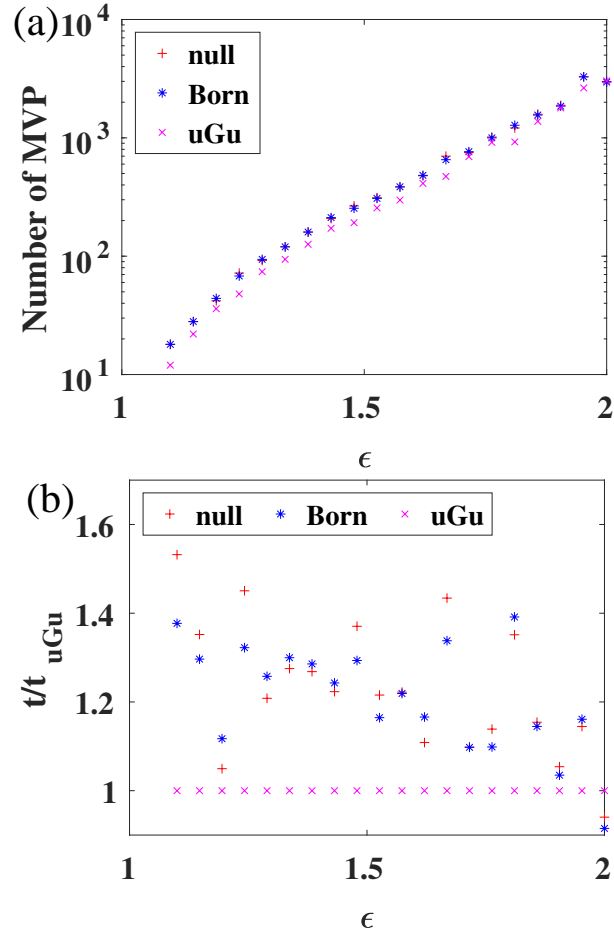 (a)
10^4
null
Born
uGu
10^3
10^2
10^1
Number of MVP
1
1.5
2
ϵ
(b)
null Born uGu
1.6
1.4
1.2
1
t/t_uGu
1
1.5
2
ϵ